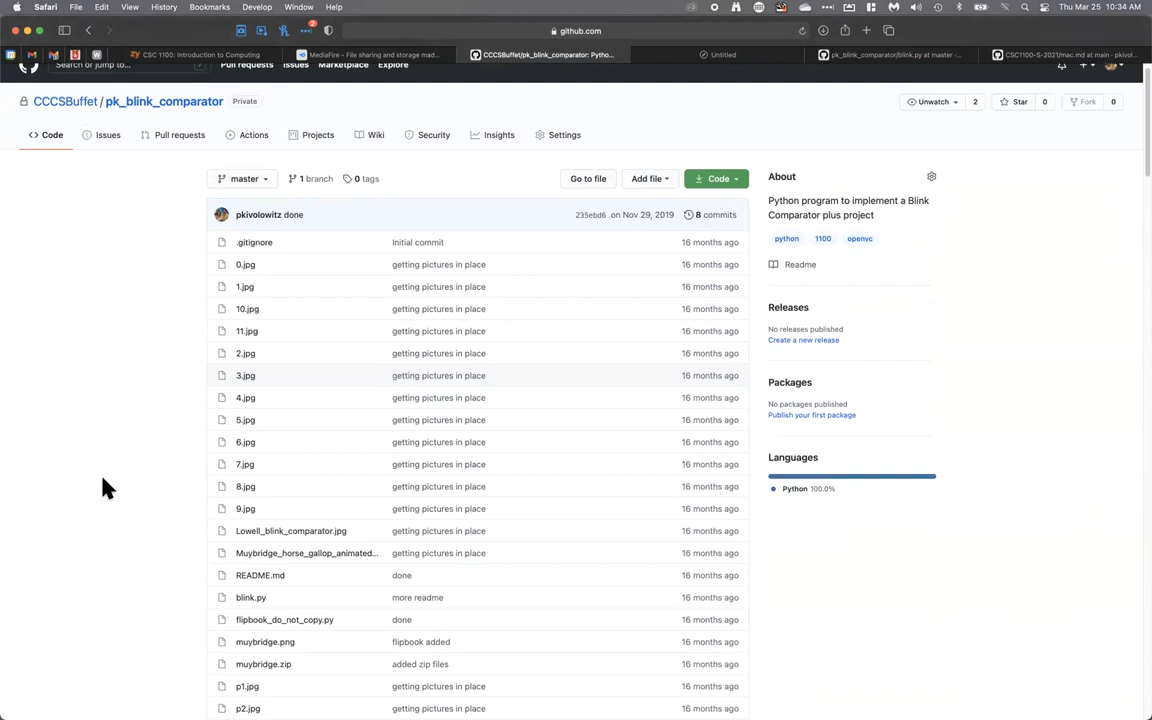 Safari File Edit View History Bookmarks Develop Window Help Thu Mar 25 10:34 AM
github.com
CSC 1100: Introduction to Computing
MediaFire - File sharing and storage mad...
CCCSBuffet/pk_blink_comparator: Pytho...
Untitled
pk_blink_comparator/blink.py at master -...
CSC1100-S-2021/mac.md at main · pkivol...
Search or jump to... Pull requests Issues Marketplace Explore
CCCSBuffet / pk_blink_comparator Private
Unwatch 2 Star 0 Fork 0
Code Issues Pull requests Actions Projects Wiki Security Insights Settings
master 1 branch 0 tags Go to file Add file Code
pkivolowitz done 235ebd6 on Nov 29, 2019 8 commits
.gitignore Initial commit 16 months ago
0.jpg getting pictures in place 16 months ago
1.jpg getting pictures in place 16 months ago
10.jpg getting pictures in place 16 months ago
11.jpg getting pictures in place 16 months ago
2.jpg getting pictures in place 16 months ago
3.jpg getting pictures in place 16 months ago
4.jpg getting pictures in place 16 months ago
5.jpg getting pictures in place 16 months ago
6.jpg getting pictures in place 16 months ago
7.jpg getting pictures in place 16 months ago
8.jpg getting pictures in place 16 months ago
9.jpg getting pictures in place 16 months ago
Lowell_blink_comparator.jpg getting pictures in place 16 months ago
Muybridge_horse_gallop_animated... getting pictures in place 16 months ago
README.md done 16 months ago
blink.py more readme 16 months ago
flipbook_do_not_copy.py done 16 months ago
muybridge.png flipbook added 16 months ago
muybridge.zip added zip files 16 months ago
p1.jpg getting pictures in place 16 months ago
p2.jpg getting pictures in place 16 months ago
About
Python program to implement a Blink
Comparator plus project
python 1100 openvc
Readme
Releases
No releases published
Create a new release
Packages
No packages published
Publish your first package
Languages
Python 100.0%